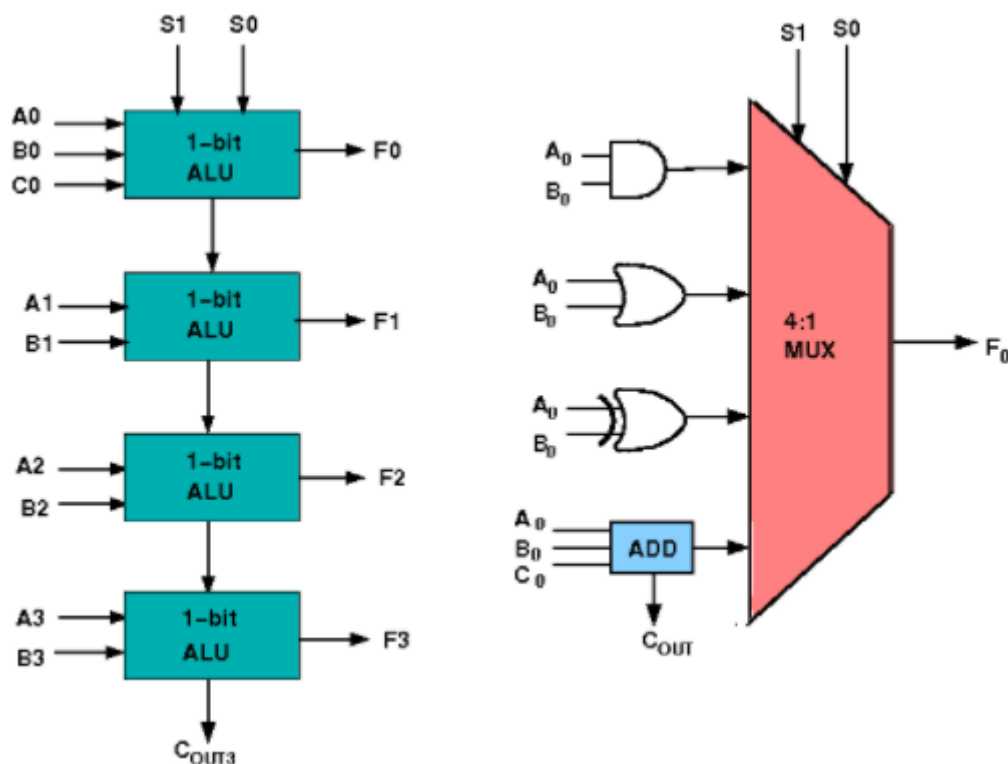 S1 S0
A0
B0
C0
1-bit
ALU
F0
A1
B1
1-bit
ALU
F1
A2
B2
1-bit
ALU
F2
A3
B3
1-bit
ALU
F3
COUT3
S1 S0
A0
B0
A0
B0
A0
B0
A0
B0
C0
ADD
COUT
4:1
MUX
F0